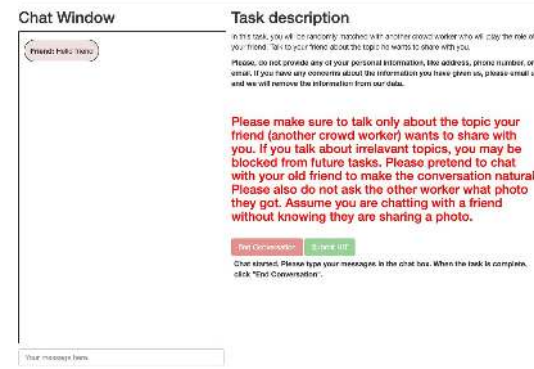 Chat Window
Friend: Hello friend
Your message here.
Task description
In this task, you will be randomly matched with another crowd worker who will play the role of
your friend. Talk to your friend about the topic he wants to share with you.
Please, do not provide any of your personal information, like address, phone number, or
email. If you have any concerns about the information you have given us, please email u
and we will remove the information from our data.
Please make sure to talk only about the topic your
friend (another crowd worker) wants to share with
you. If you talk about irrelavant topics, you may be
blocked from future tasks. Please pretend to chat
with your old friend to make the conversation natural
Please also do not ask the other worker what photo
they got. Assume you are chatting with a friend
without knowing they are sharing a photo.
End Conversation
Submit HIT
Chat started. Please type your messages in the chat box. When the task is complete,
click "End Conversation".